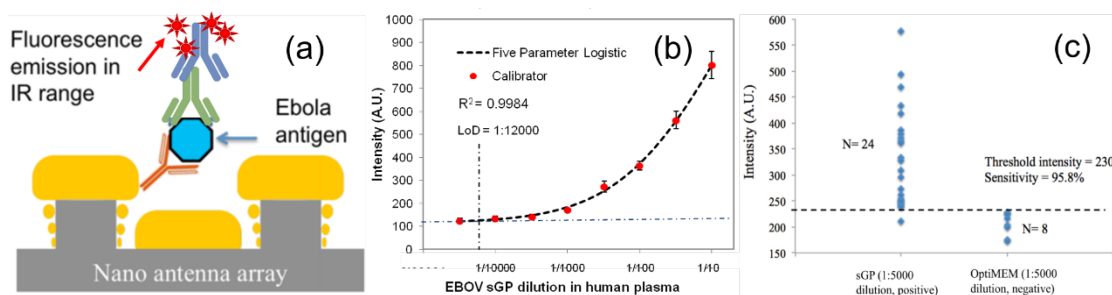 Fluorescence
emission in
IR range
(a)
Ebola
antigen
Nano antenna array
(b)
Intensity (A.U.)
1000
900
800
700
600
500
400
300
200
100
0
Five Parameter Logistic
Calibrator
R² = 0.9984
LoD = 1:12000
1/10000
1/1000
1/100
1/10
EBOV sGP dilution in human plasma
(c)
Intensity (A.U.)
600
550
500
450
400
350
300
250
200
150
N= 24
Threshold intensity = 230
Sensitivity = 95.8%
N= 8
sGP (1:5000
dilution, positive)
OptiMEM (1:5000
dilution, negative)